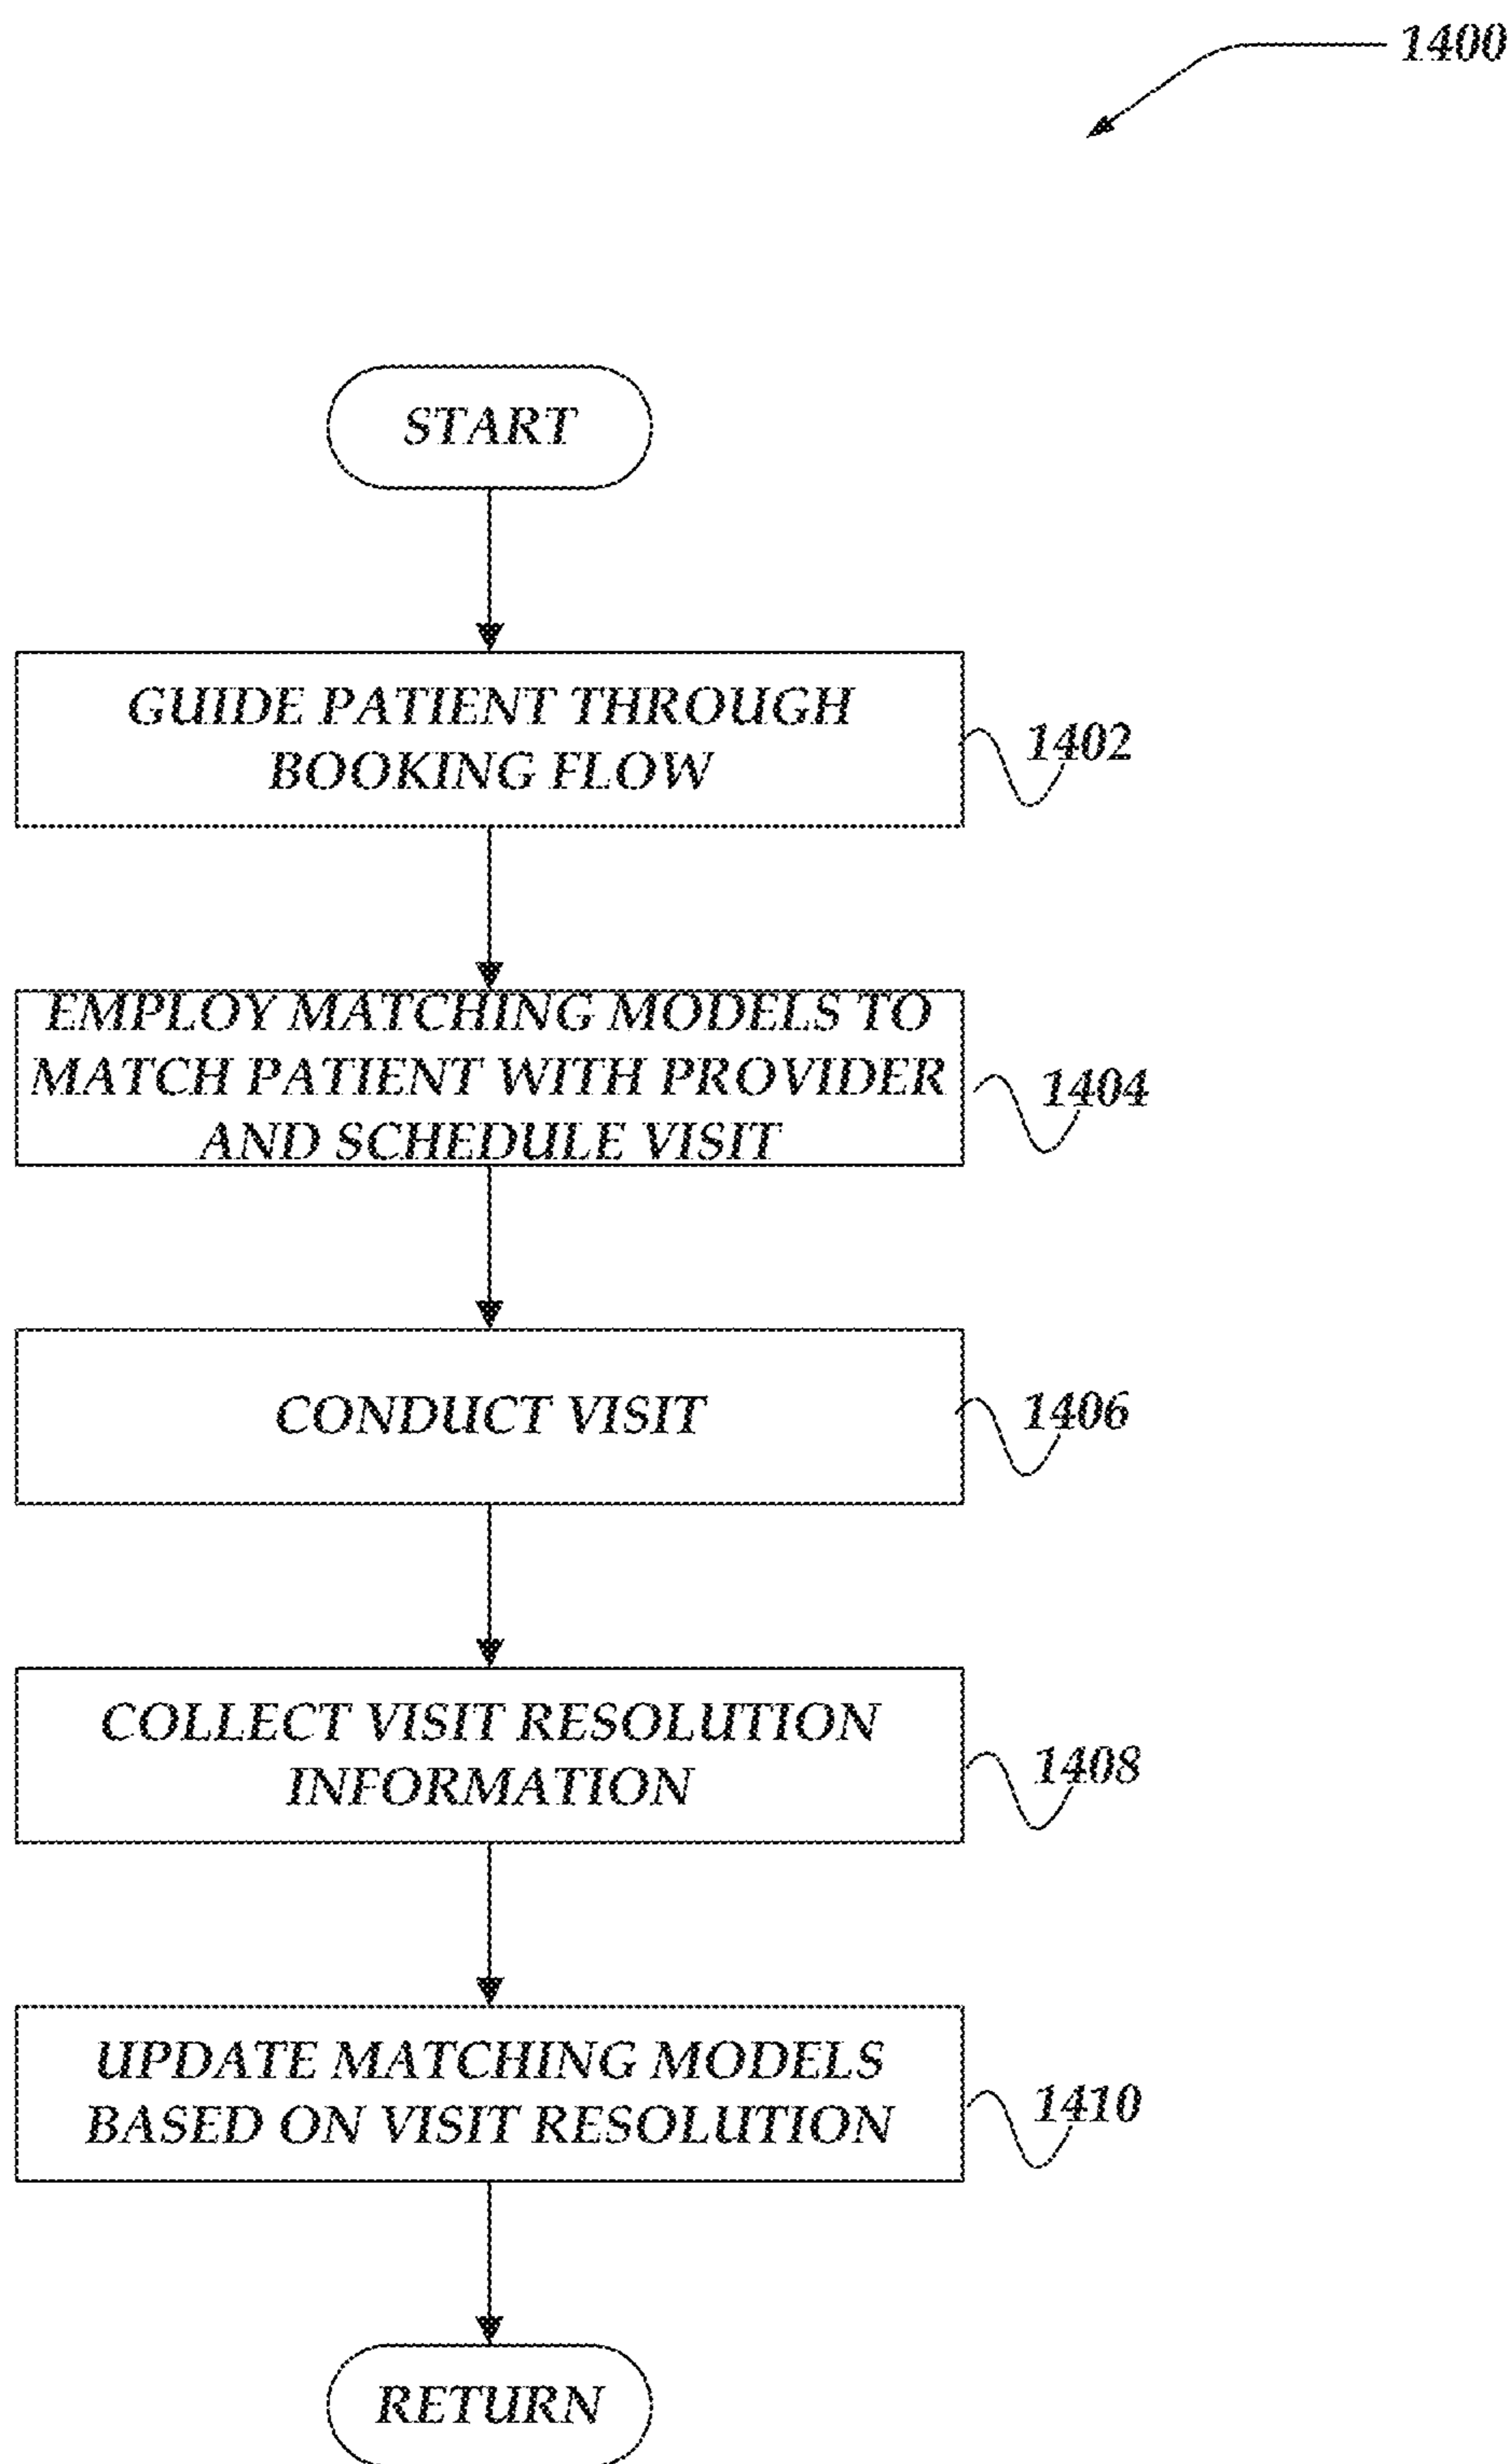 1400
START
GUIDE PATIENT THROUGH
BOOKING FLOW
1402
EMPLOY MATCHING MODELS TO
MATCH PATIENT WITH PROVIDER
AND SCHEDULE VISIT
1404
CONDUCT VISIT
1406
COLLECT VISIT RESOLUTION
INFORMATION
1408
UPDATE MATCHING MODELS
BASED ON VISIT RESOLUTION
1410
RETURN